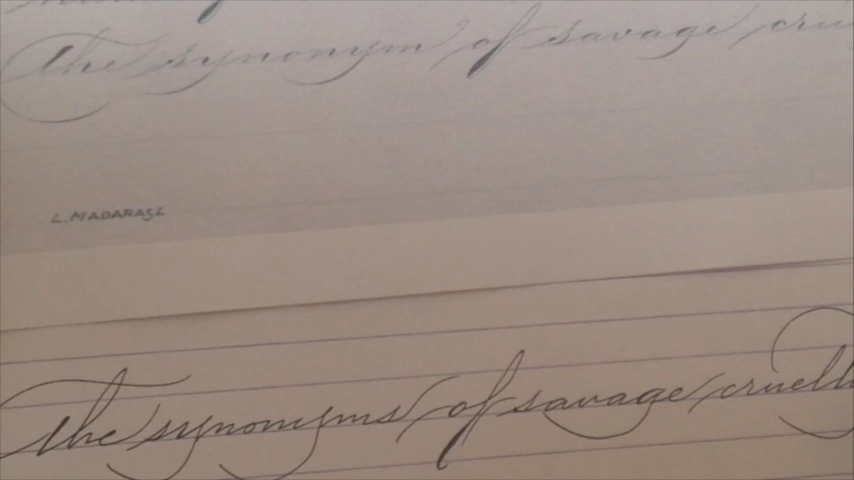 the synonym of savage
L. MADARASZ
the synonyms of savage